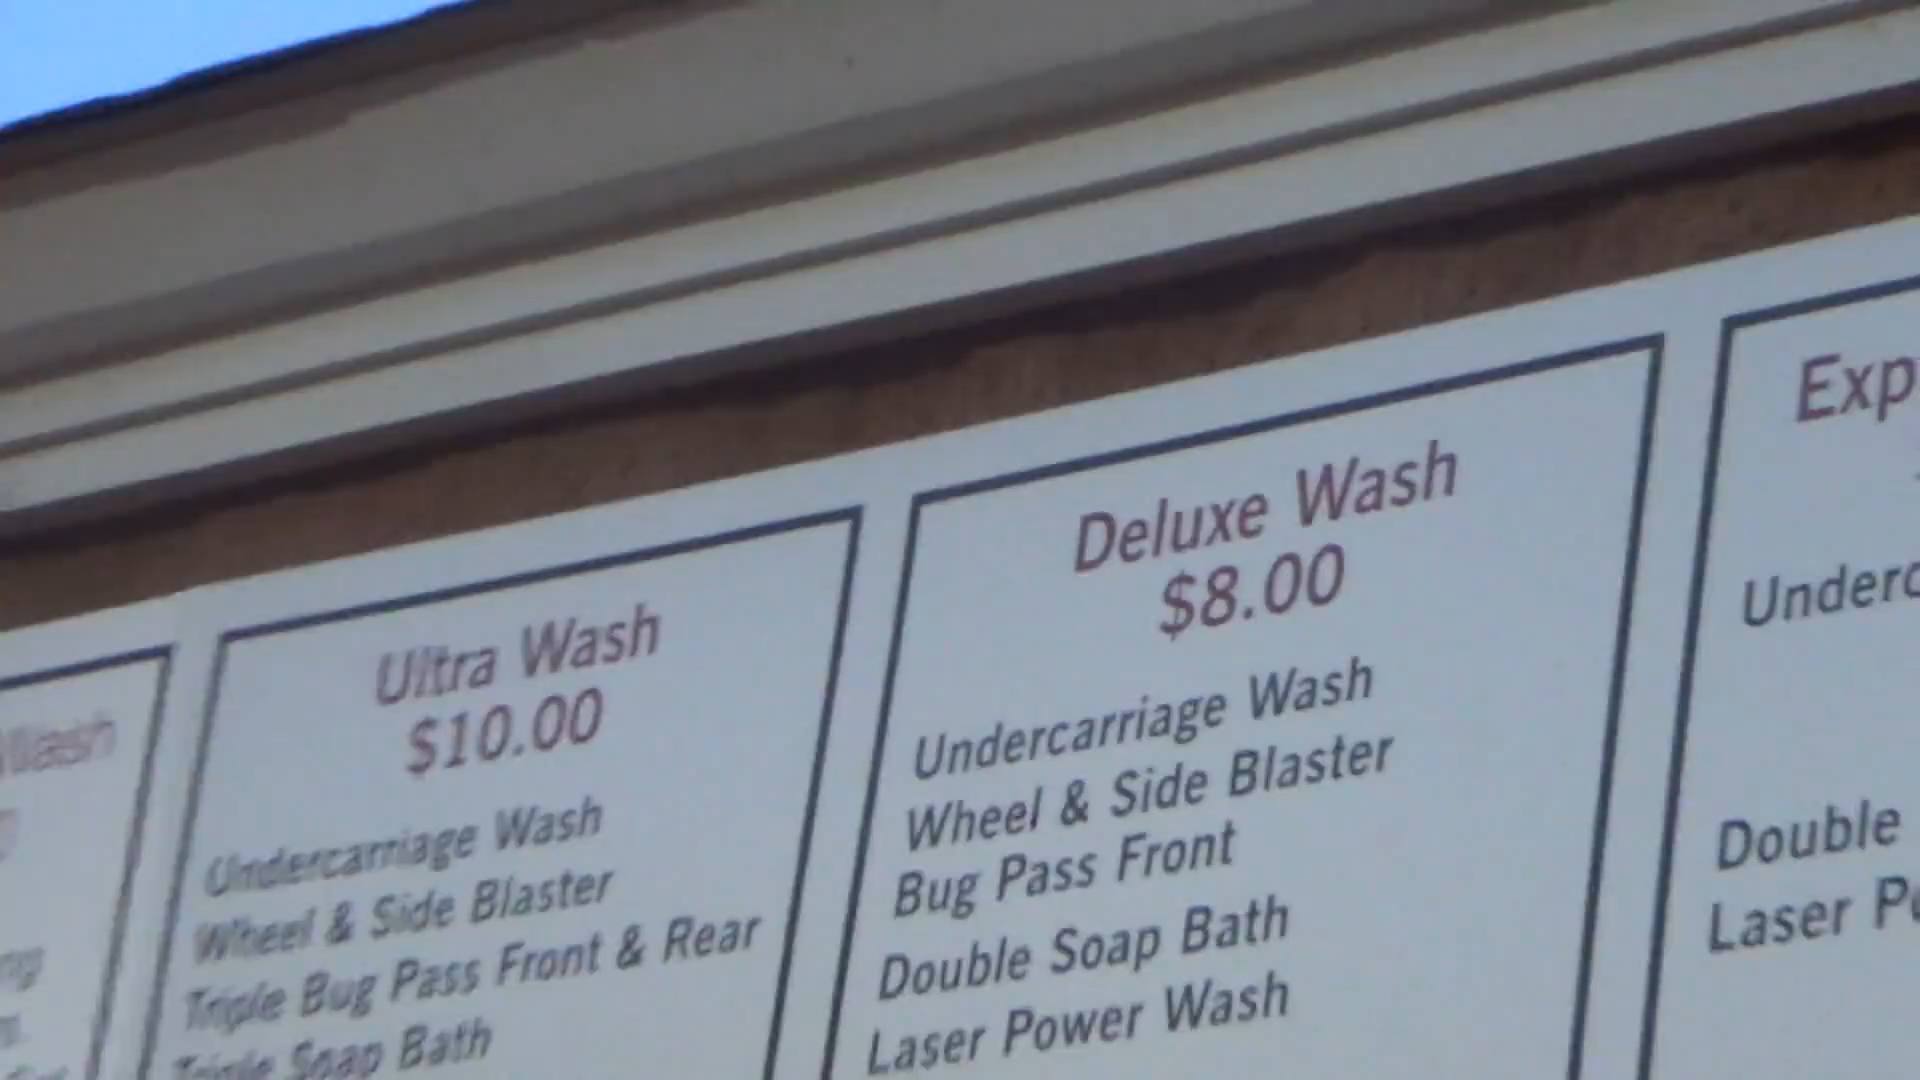 Wash
Ultra Wash
$10.00
Undercarriage Wash
Wheel & Side Blaster
Triple Bug Pass Front & Rear
Triple Soap Bath
Deluxe Wash
$8.00
Undercarriage Wash
Wheel & Side Blaster
Bug Pass Front
Double Soap Bath
Laser Power Wash
Exp
Underc
Double
Laser P